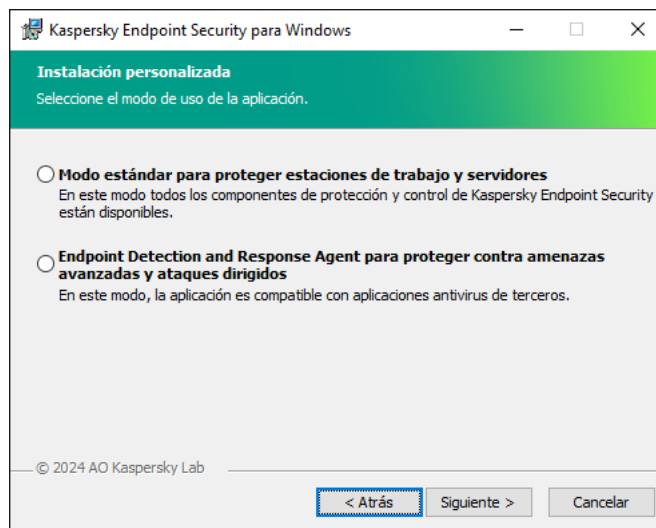 Kaspersky Endpoint Security para Windows
Instalación personalizada
Seleccione el modo de uso de la aplicación.
Modo estándar para proteger estaciones de trabajo y servidores
En este modo todos los componentes de protección y control de Kaspersky Endpoint Security
están disponibles.
Endpoint Detection and Response Agent para proteger contra amenazas
avanzadas y ataques dirigidos
En este modo, la aplicación es compatible con aplicaciones antivirus de terceros.
© 2024 AO Kaspersky Lab
< Atrás
Siguiente >
Cancelar